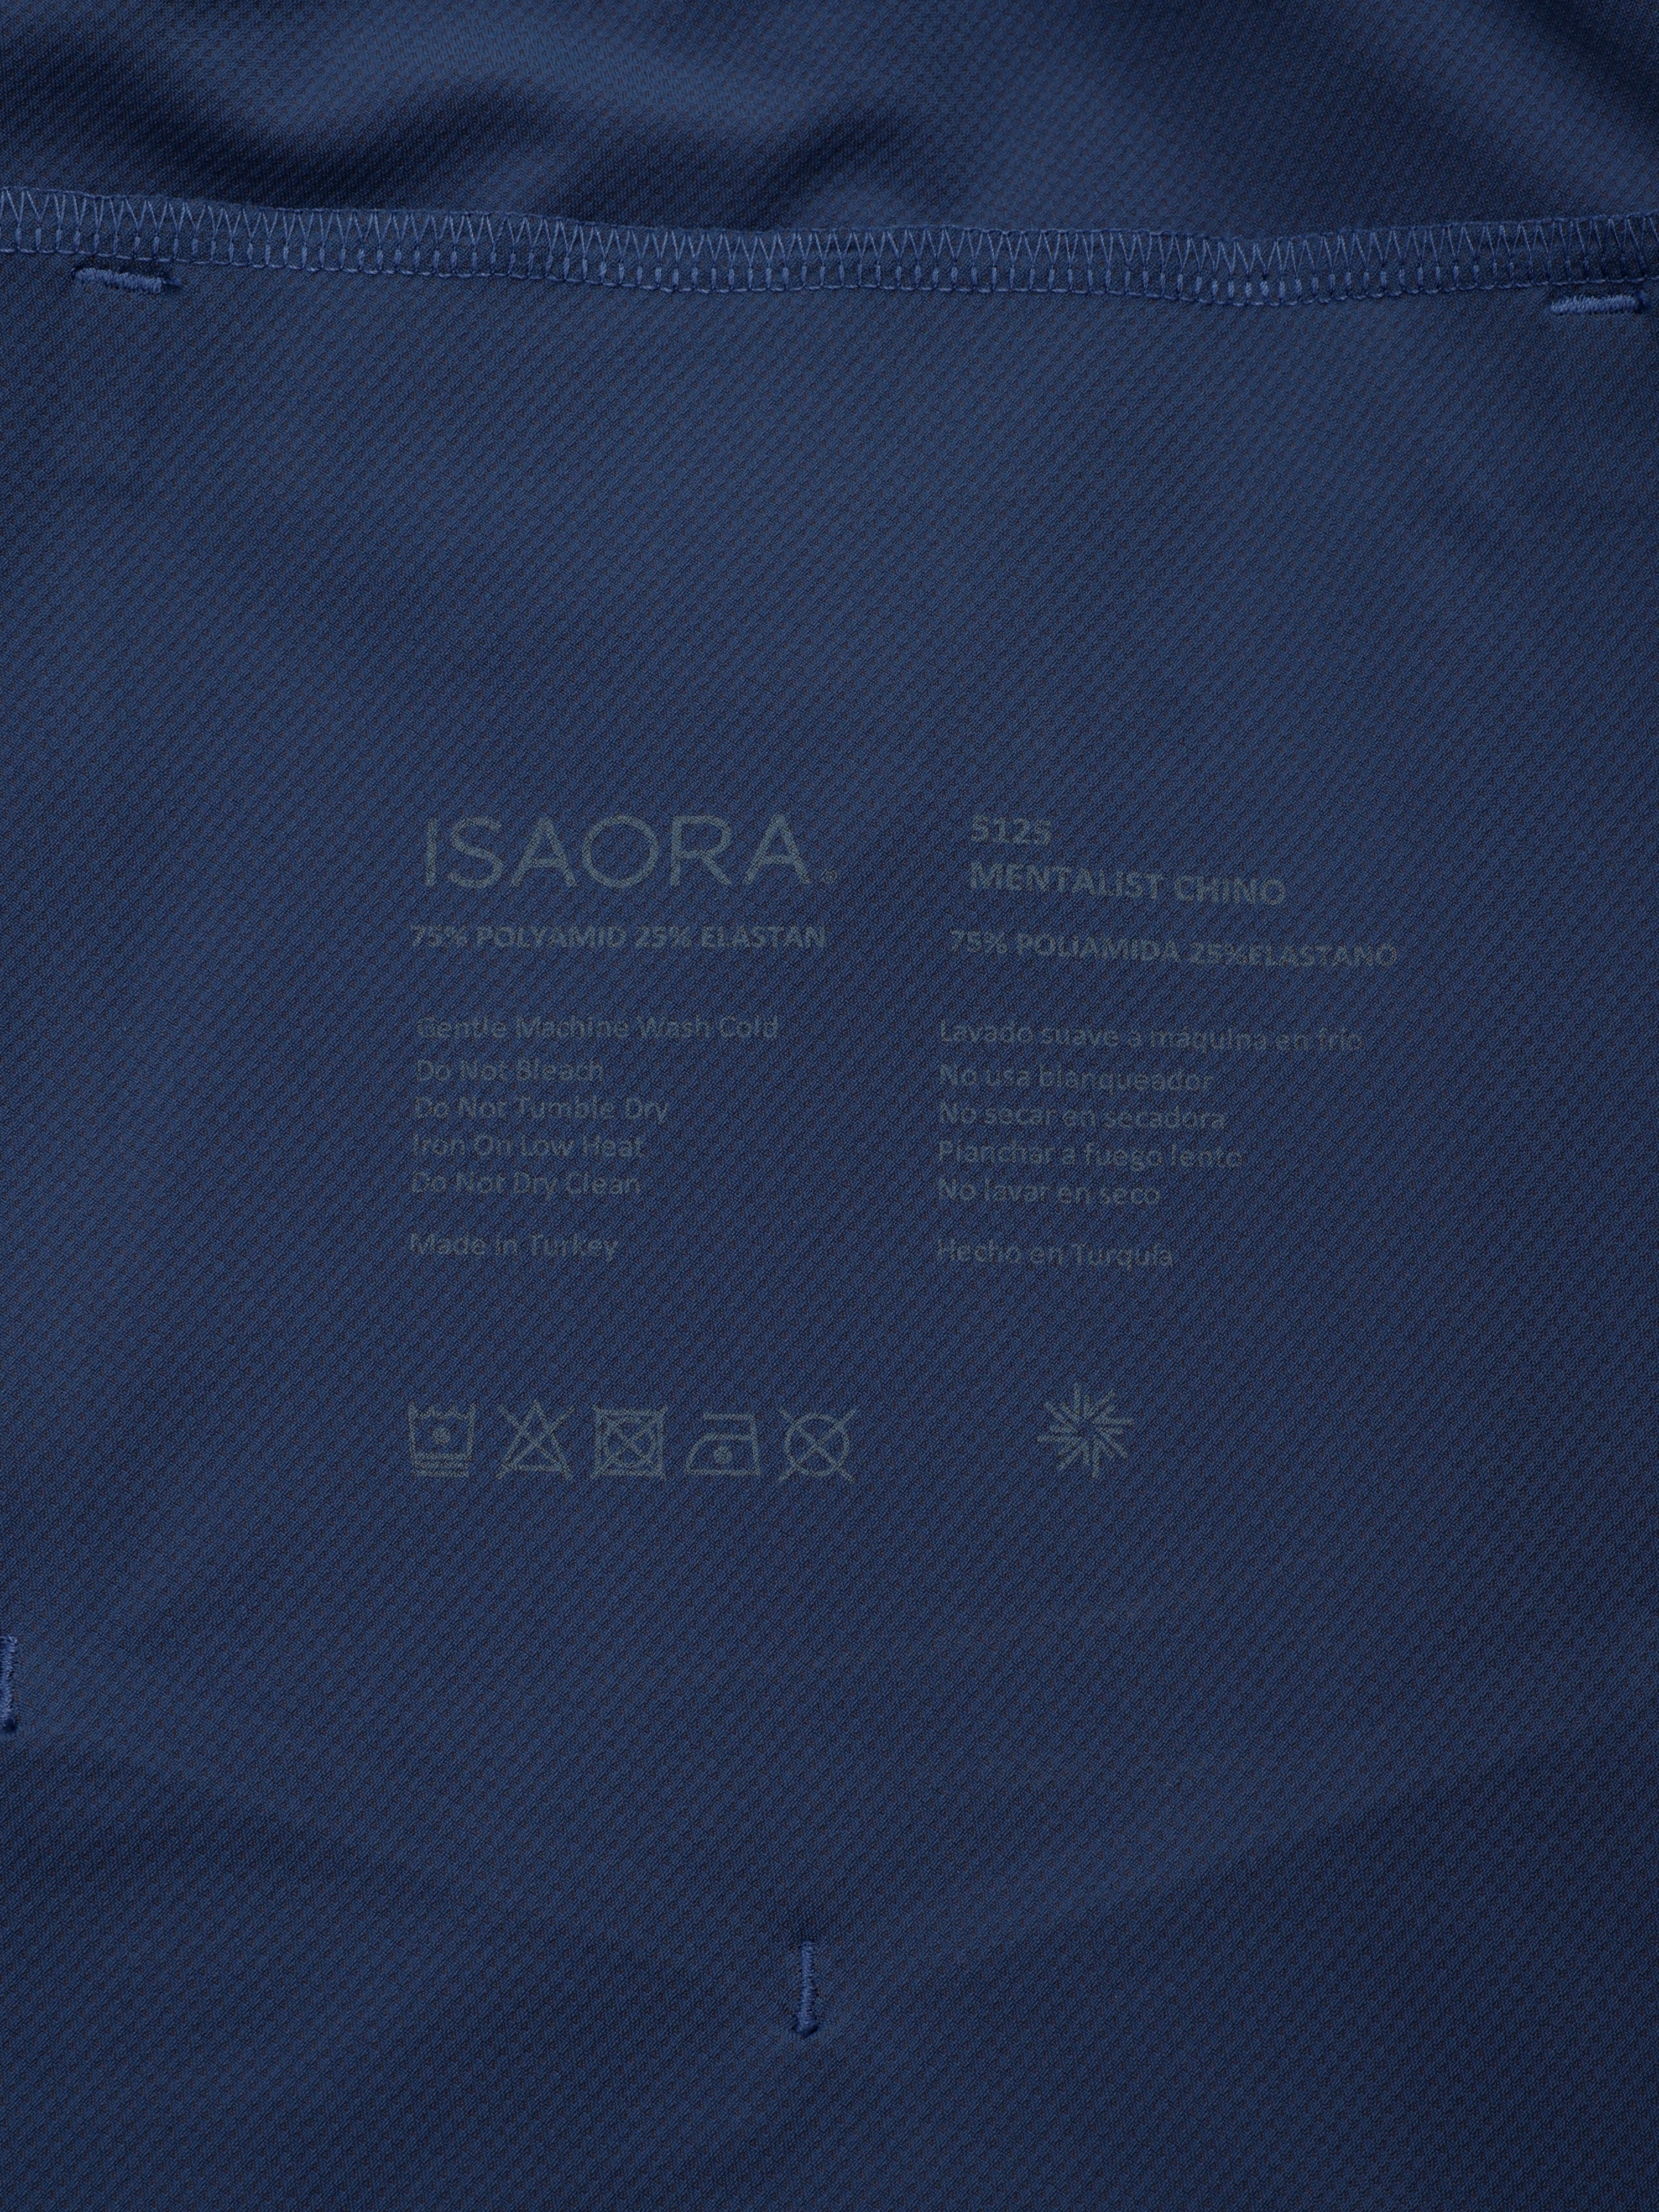 ISAORA®
75% POLYAMID 25% ELASTAN
Gentle Machine Wash Cold
Do Not Bleach
Do Not Tumble Dry
Iron On Low Heat
Do Not Dry Clean
Made in Turkey
5125
MENTALIST CHINO
75% POLIAMIDA 25%ELASTANO
Lavado suave a maquina en frio
No usa blanqueador
No secar en secadora
Planchar a fuego lento
No lavar en seco
Hecho en Turquía